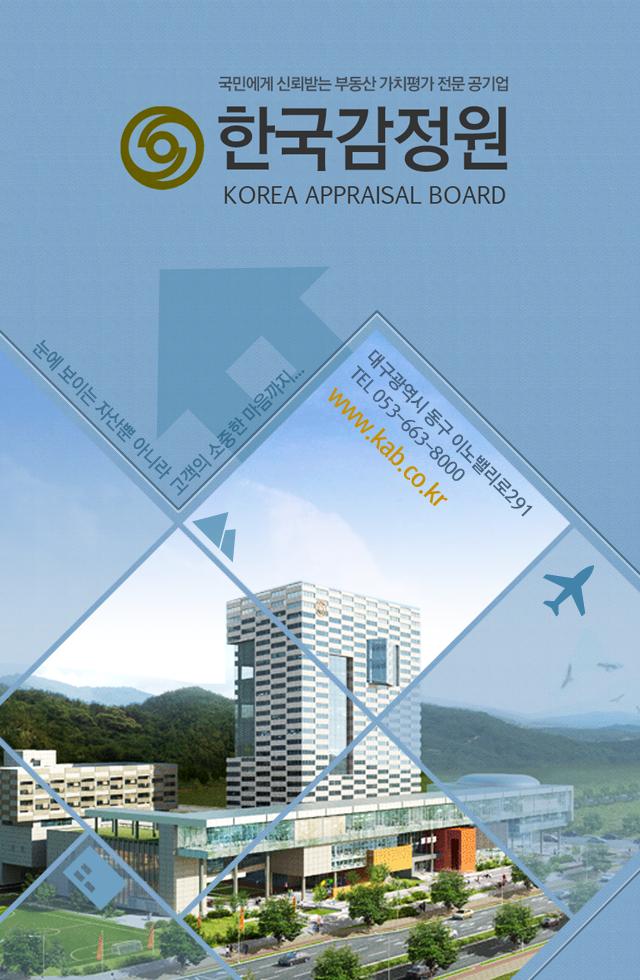 국민에게 신뢰받는 부동산 가치평가 전문 공기업
한국감정원
KOREA APPRAISAL BOARD
눈에 보이는 자산뿐 아니라
고객의 소중한 마음까지...
대구광역시 동구 이노밸리로291
TEL 053-663-8000
www.kab.co.kr